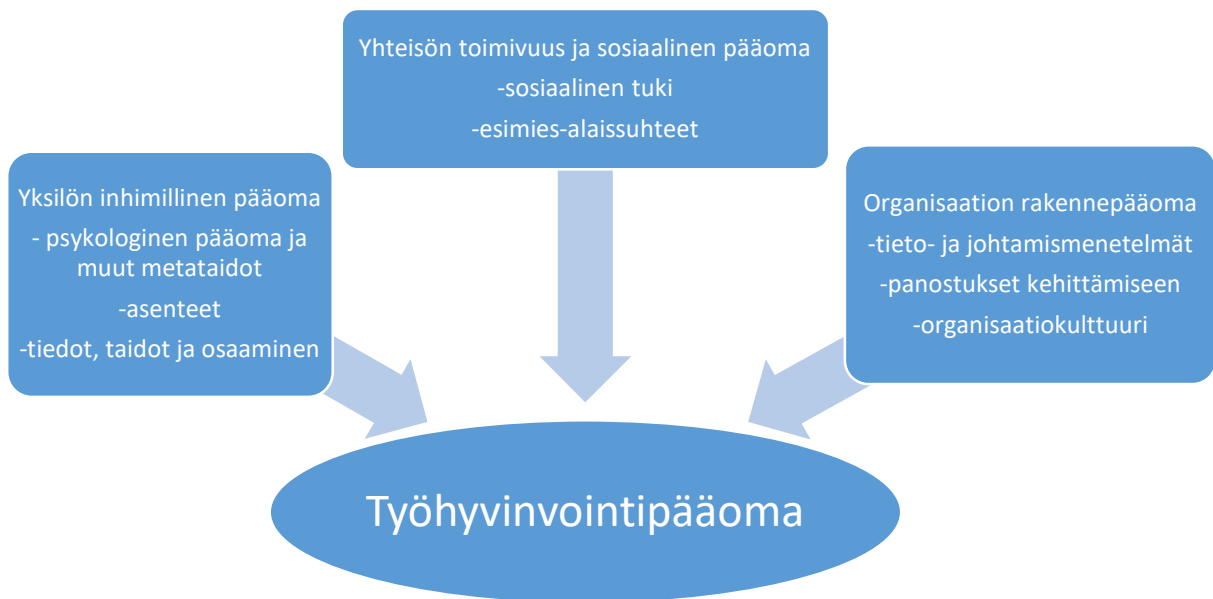 Yhteisön toimivuus ja sosiaalinen pääoma
-sosiaalinen tuki
-esimies-alaissuhteet
Yksilön inhimillinen pääoma
- psykologinen pääoma ja
muut metataidot
-asenteet
-tiedot, taidot ja osaaminen
Organisaation rakennepääoma
-tieto- ja johtamismenetelmät
-panostukset kehittämiseen
-organisaatiokulttuuri
Työhyvinvointipääoma